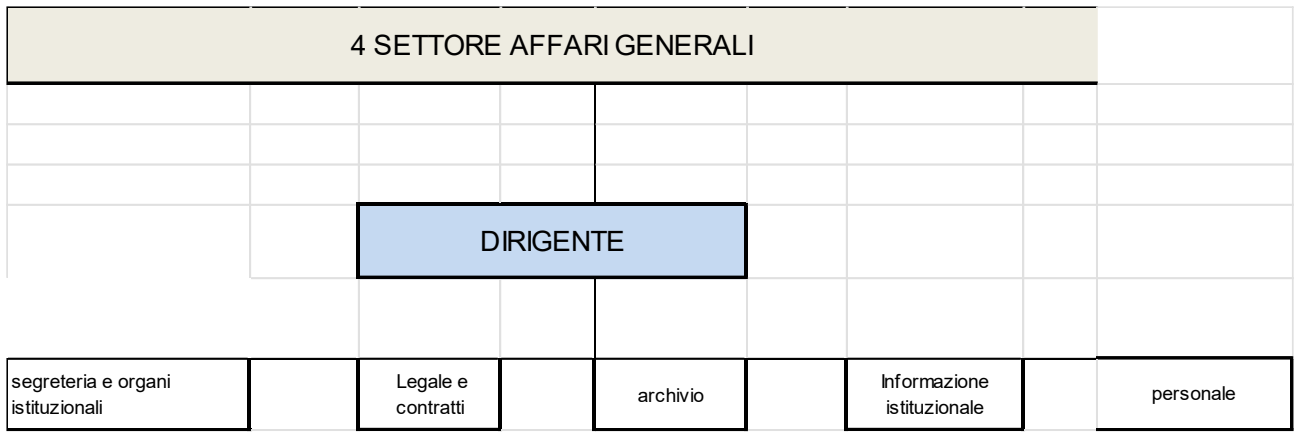 4 SETTORE AFFARI GENERALI
DIRIGENTE
segreteria e organi
istituzionali
Legale e
contratti
archivio
Informazione
istituzionale
personale